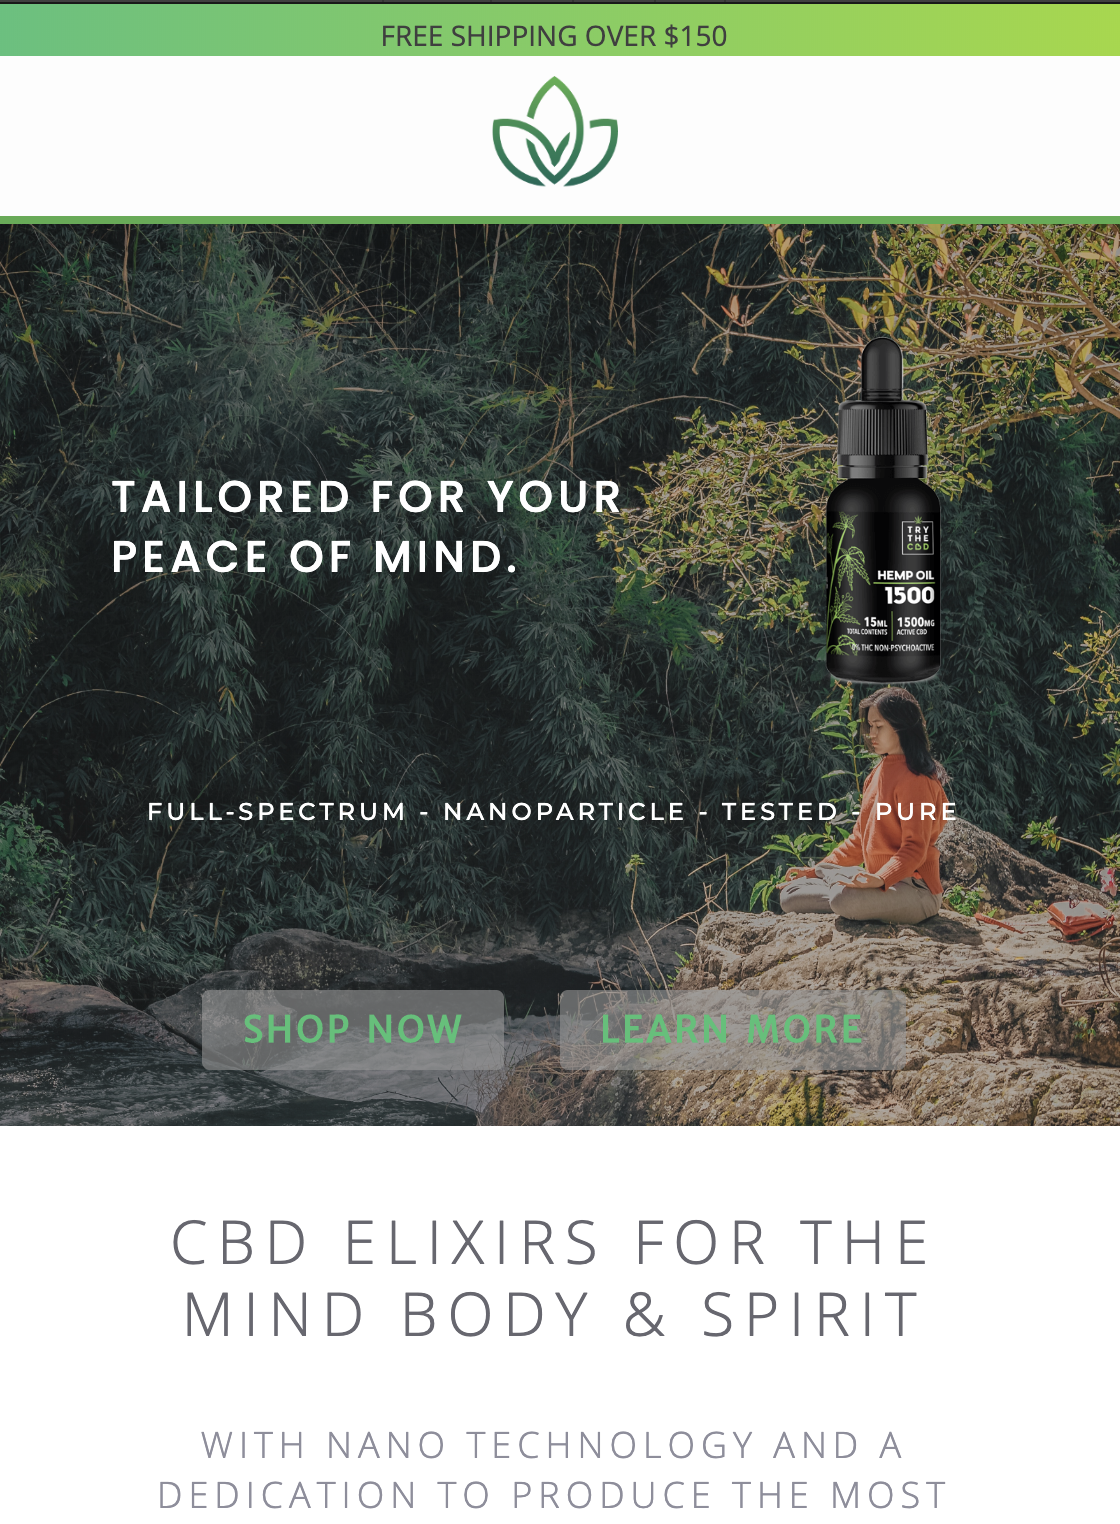 FREE SHIPPING OVER $150
TAILORED FOR YOUR
PEACE OF MIND.
TRY
THE
CBD
HEMP OIL
1500
15ML
TOTAL CONTENTS
1500MG
ACTIVE CBD
0% THC NON-PSYCHOACTIVE
FULL-SPECTRUM - NANOPARTICLE - TESTED - PURE
SHOP NOW
LEARN MORE
CBD ELIXIRS FOR THE
MIND BODY & SPIRIT
WITH NANO TECHNOLOGY AND A
DEDICATION TO PRODUCE THE MOST